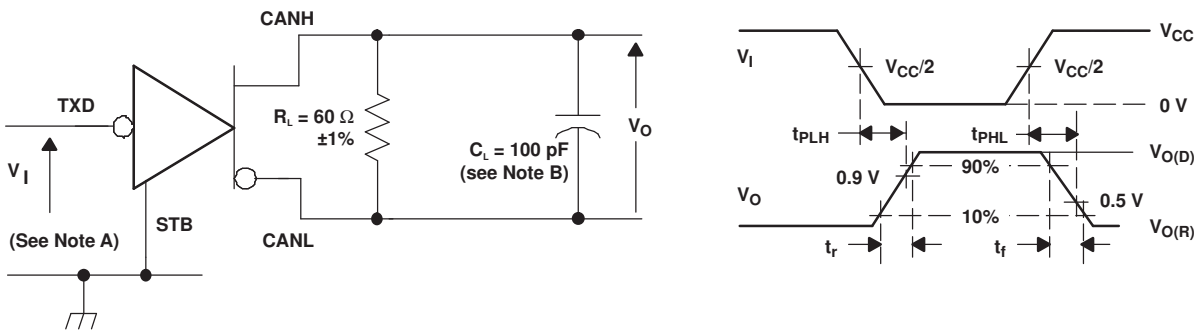 CANH
TXD
R_L = 60 Ω
±1%
C_L = 100 pF
(see Note B)
V_O
V_I
(See Note A)
STB
CANL
V_I
V_CC
V_CC/2
V_CC/2
0 V
t_PLH
t_PHL
V_O(D)
90%
0.9 V
V_O
0.5 V
10%
V_O(R)
t_r
t_f